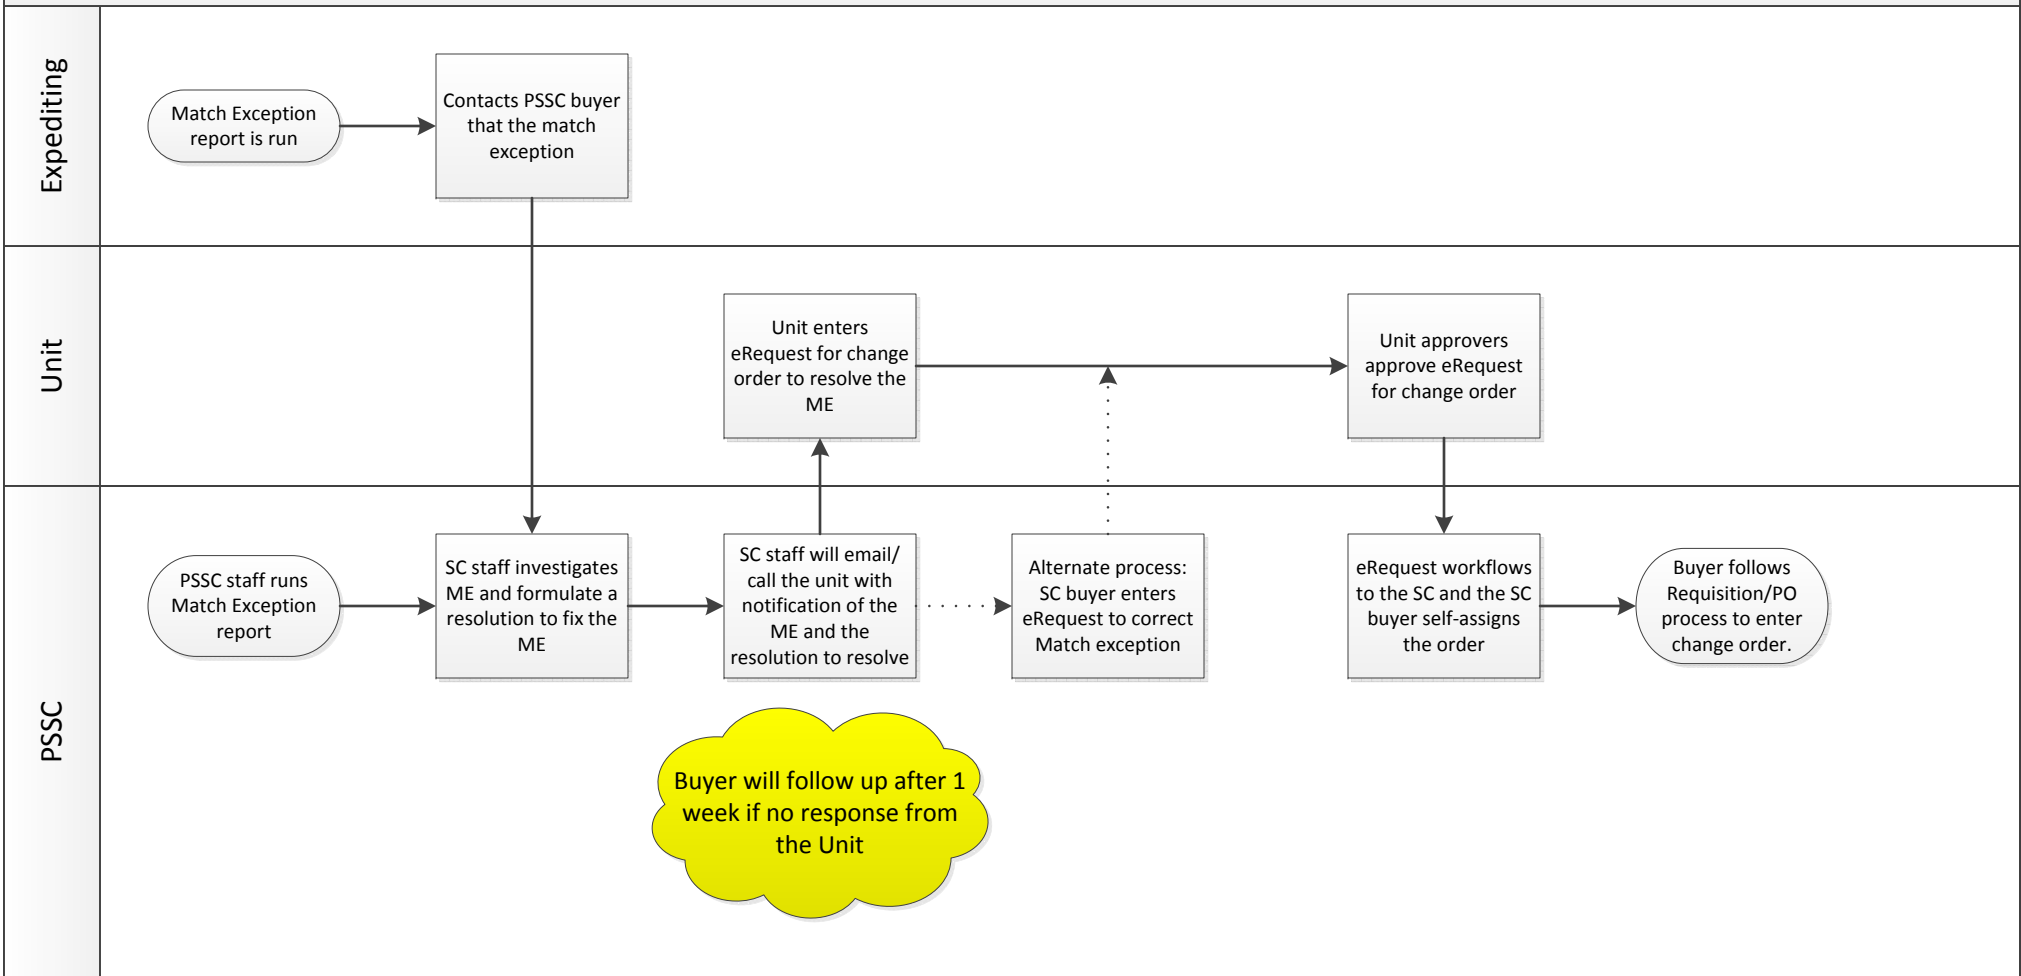 Expediting
Match Exception
report is run
Contacts PSSC buyer
that the match
exception
Unit
Unit enters
eRequest for change
order to resolve the
ME
Unit approvers
approve eRequest
for change order
PSSC
PSSC staff runs
Match Exception
report
SC staff investigates
ME and formulate a
resolution to fix the
ME
SC staff will email/
call the unit with
notification of the
ME and the
resolution to resolve
Alternate process:
SC buyer enters
eRequest to correct
Match exception
eRequest workflows
to the SC and the SC
buyer self-assigns
the order
Buyer follows
Requisition/PO
process to enter
change order.
Buyer will follow up after 1
week if no response from
the Unit